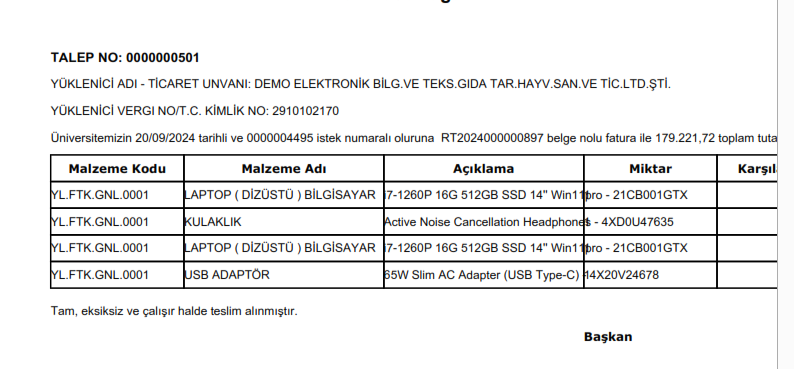 TALEP NO: 0000000501
YÜKLENİCİ ADI - TİCARET UNVANI: DEMO ELEKTRONİK BİLG.VE TEKS.GIDA TAR.HAYV.SAN.VE TİC.LTD.ŞTİ.
YÜKLENİCİ VERGI NO/T.C. KİMLİK NO: 2910102170
Üniversitemizin 20/09/2024 tarihli ve 0000004495 istek numaralı oluruna RT2024000000897 belge nolu fatura ile 179.221,72 toplam tuta
Malzeme Kodu Malzeme Adı Açıklama Miktar Karşıl
YL.FTK.GNL.0001 LAPTOP ( DİZÜSTÜ ) BİLGİSAYAR i7-1260P 16G 512GB SSD 14" Win11pro - 21CB001GTX
YL.FTK.GNL.0001 KULAKLIK Active Noise Cancellation Headphones - 4XD0U47635
YL.FTK.GNL.0001 LAPTOP ( DİZÜSTÜ ) BİLGİSAYAR i7-1260P 16G 512GB SSD 14" Win11pro - 21CB001GTX
YL.FTK.GNL.0001 USB ADAPTÖR 65W Slim AC Adapter (USB Type-C) - 4X20V24678
Tam, eksiksiz ve çalışır halde teslim alınmıştır.
Başkan